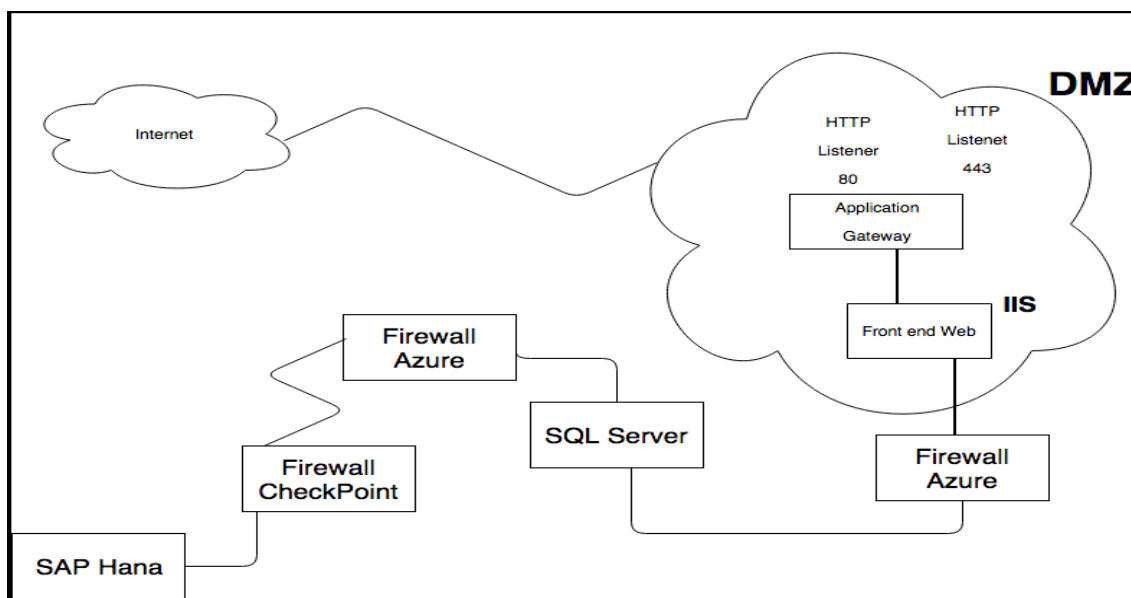 DMZ
HTTP
Listener
80
HTTP
Listenet
443
Internet
Application
Gateway
IIS
Front end Web
Firewall
Azure
SQL Server
Firewall
Azure
Firewall
CheckPoint
SAP Hana